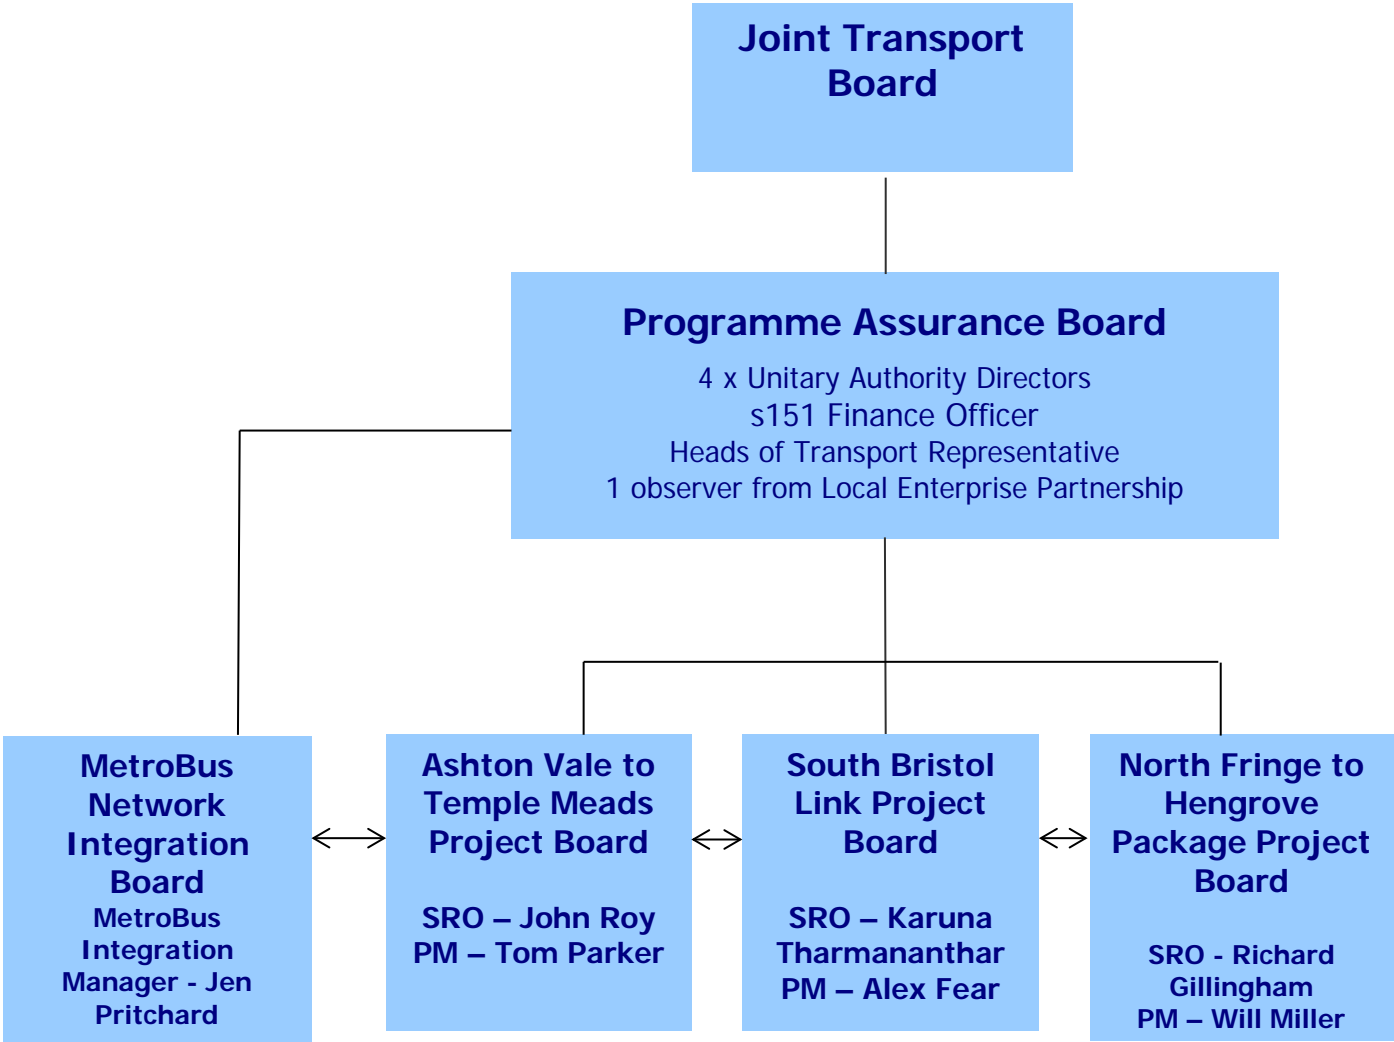 Joint Transport
Board
Programme Assurance Board
4 x Unitary Authority Directors
s151 Finance Officer
Heads of Transport Representative
1 observer from Local Enterprise Partnership
MetroBus
Network
Integration
Board
MetroBus
Integration
Manager - Jen
Pritchard
Ashton Vale to
Temple Meads
Project Board
SRO – John Roy
PM – Tom Parker
South Bristol
Link Project
Board
SRO – Karuna
Tharmananthar
PM – Alex Fear
North Fringe to
Hengrove
Package Project
Board
SRO - Richard
Gillingham
PM – Will Miller